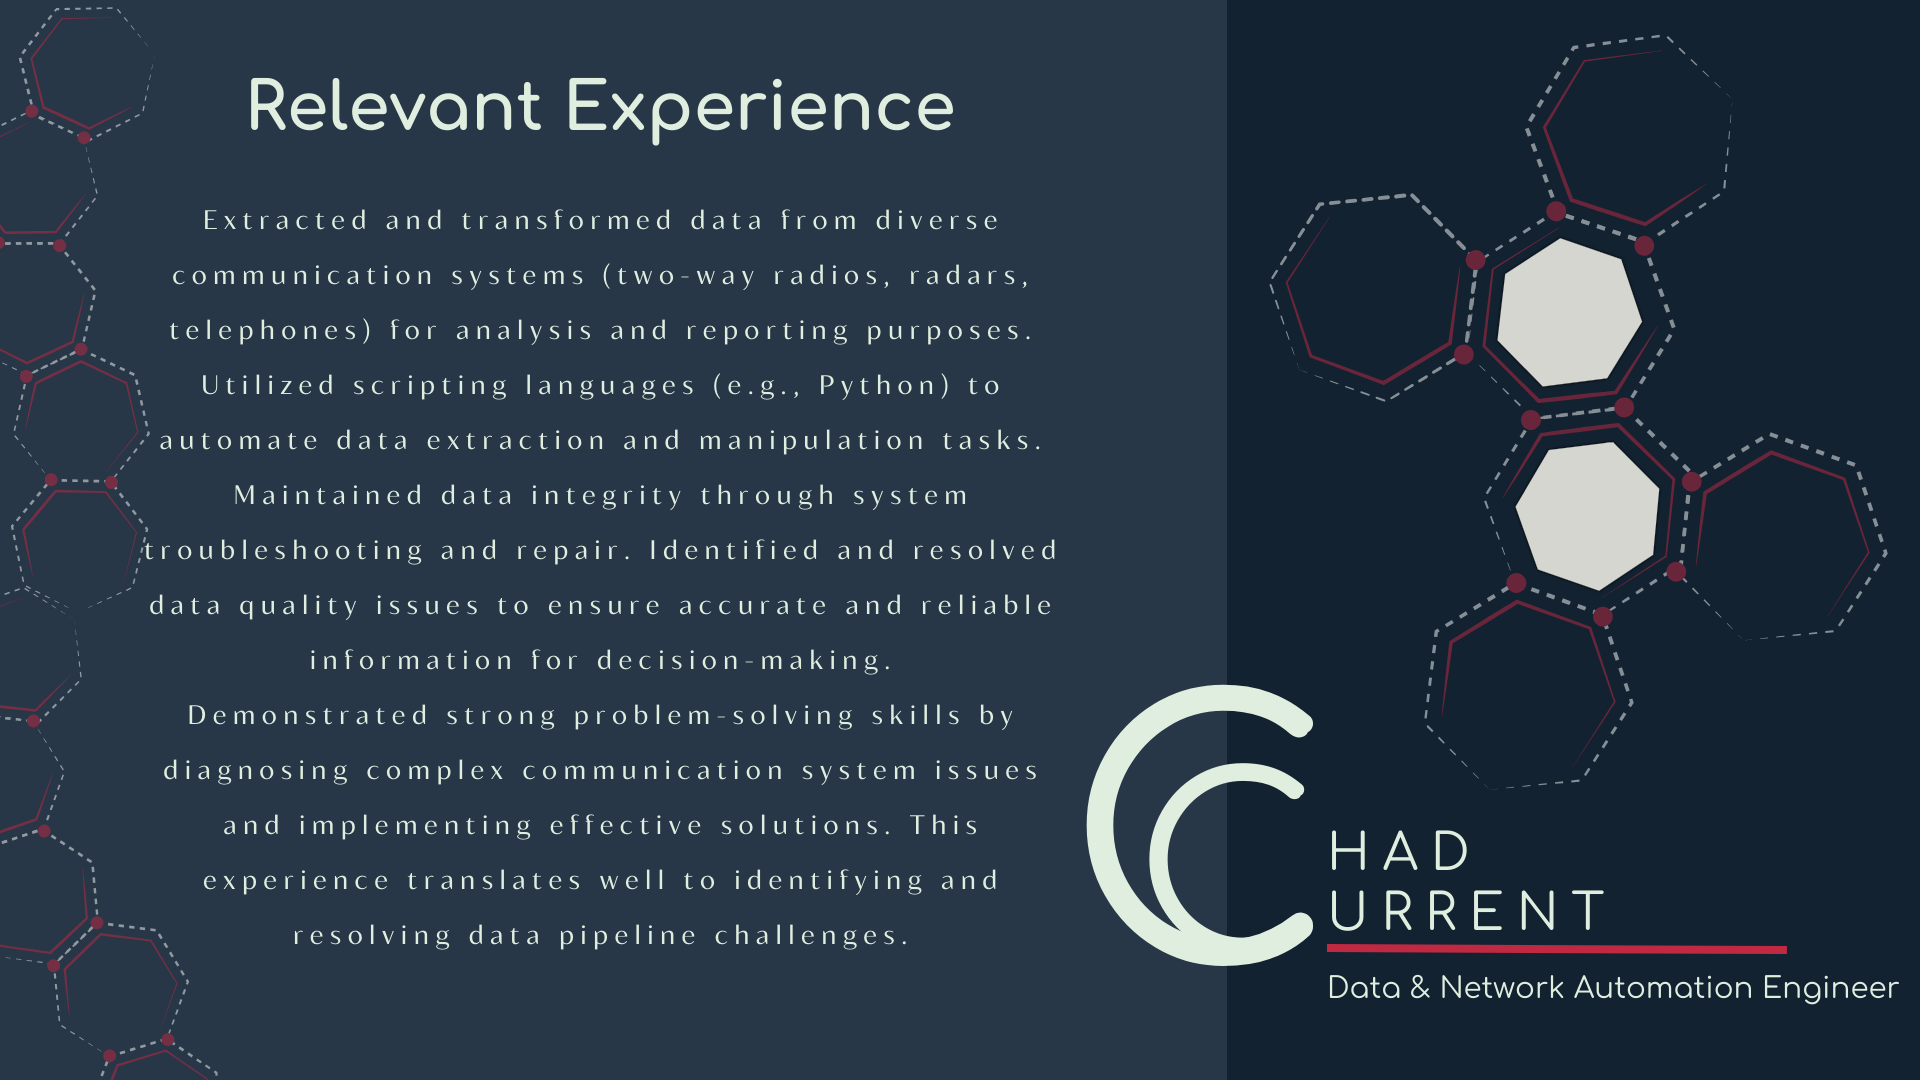 Relevant Experience
Extracted and transformed data from diverse
communication systems (two-way radios, radars,
telephones) for analysis and reporting purposes.
Utilized scripting languages (e.g., Python) to
automate data extraction and manipulation tasks.
Maintained data integrity through system
troubleshooting and repair. Identified and resolved
data quality issues to ensure accurate and reliable
information for decision-making.
Demonstrated strong problem-solving skills by
diagnosing complex communication system issues
and implementing effective solutions. This
experience translates well to identifying and
resolving data pipeline challenges.
CHAD
CURRENT
Data & Network Automation Engineer